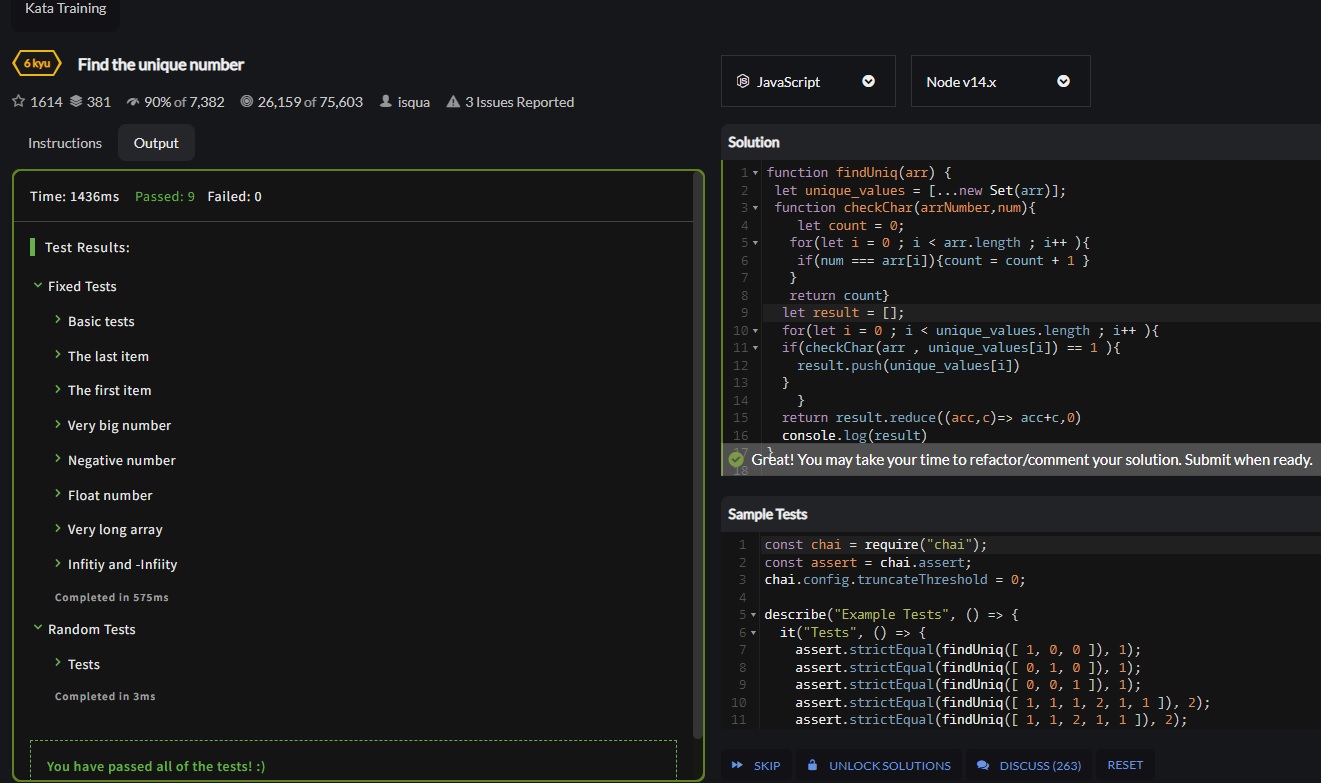 Kata Training
6 kyu Find the unique number
1614 381 90% of 7,382 26,159 of 75,603 isqua 3 Issues Reported
Instructions Output
Time: 1436ms Passed: 9 Failed: 0
Test Results:
Fixed Tests
Basic tests
The last item
The first item
Very big number
Negative number
Float number
Very long array
Infitiy and -Infiity
Completed in 575ms
Random Tests
Tests
Completed in 3ms
You have passed all of the tests! :)
JavaScript Node v14.x
Solution
1 function findUniq(arr) {
2 let unique_values = [...new Set(arr)];
3 function checkChar(arrNumber,num){
4 let count = 0;
5 for(let i = 0 ; i < arr.length ; i++ ){
6 if(num === arr[i]){count = count + 1 }
7 }
8 return count}
9 let result = [];
10 for(let i = 0 ; i < unique_values.length ; i++ ){
11 if(checkChar(arr , unique_values[i]) == 1 ){
12 result.push(unique_values[i])
13 }
14 }
15 return result.reduce((acc,c)=> acc+c,0)
16 console.log(result)
17 }
18
Great! You may take your time to refactor/comment your solution. Submit when ready.
Sample Tests
1 const chai = require("chai");
2 const assert = chai.assert;
3 chai.config.truncateThreshold = 0;
4
5 describe("Example Tests", () => {
6 it("Tests", () => {
7 assert.strictEqual(findUniq([ 1, 0, 0 ]), 1);
8 assert.strictEqual(findUniq([ 0, 1, 0 ]), 1);
9 assert.strictEqual(findUniq([ 0, 0, 1 ]), 1);
10 assert.strictEqual(findUniq([ 1, 1, 1, 2, 1, 1 ]), 2);
11 assert.strictEqual(findUniq([ 1, 1, 2, 1, 1 ]), 2);
SKIP UNLOCK SOLUTIONS DISCUSS (263) RESET